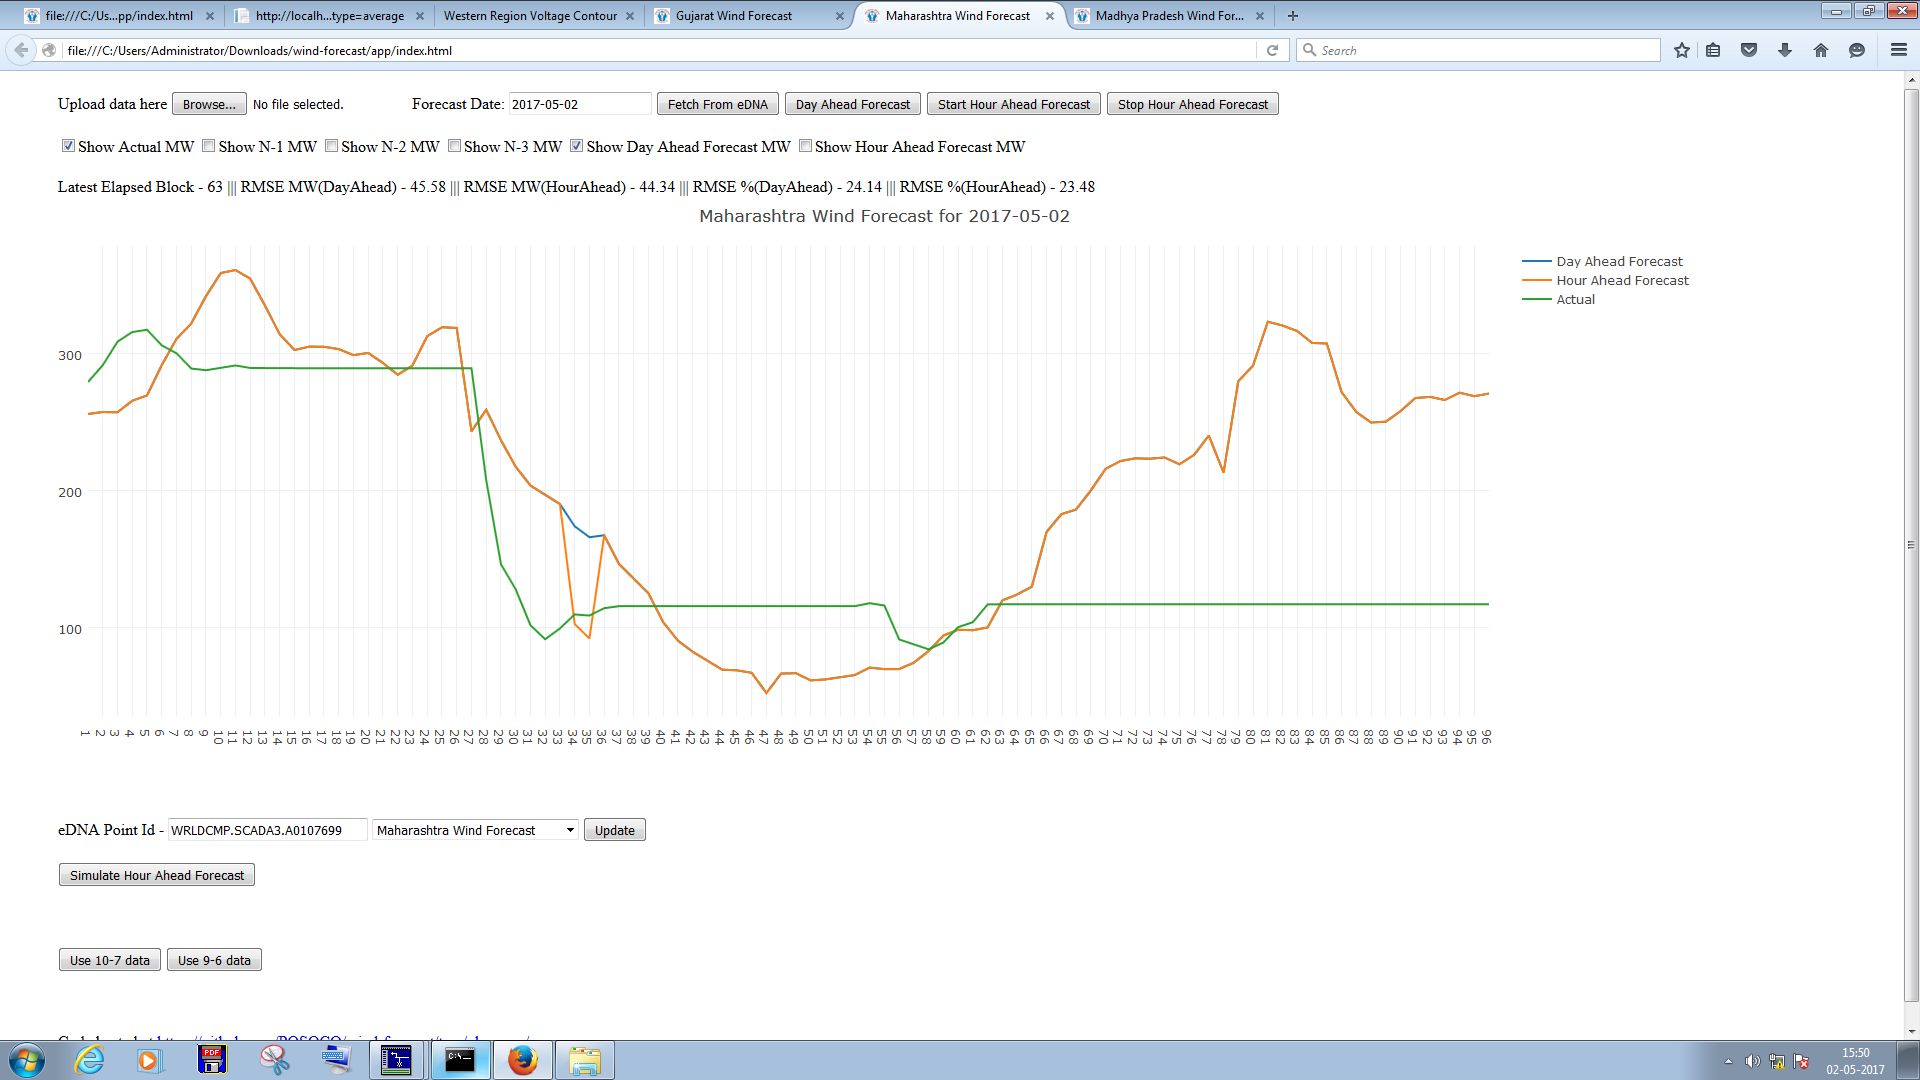 file:///C:/Us...pp/index.html
http://localh...type=average
Western Region Voltage Contour
Gujarat Wind Forecast
Maharashtra Wind Forecast
Madhya Pradesh Wind For...
file:///C:/Users/Administrator/Downloads/wind-forecast/app/index.html
Search
Upload data here Browse... No file selected. Forecast Date: 2017-05-02 Fetch From eDNA Day Ahead Forecast Start Hour Ahead Forecast Stop Hour Ahead Forecast
Show Actual MW Show N-1 MW Show N-2 MW Show N-3 MW Show Day Ahead Forecast MW Show Hour Ahead Forecast MW
Latest Elapsed Block - 63 ||| RMSE MW(DayAhead) - 45.58 ||| RMSE MW(HourAhead) - 44.34 ||| RMSE %(DayAhead) - 24.14 ||| RMSE %(HourAhead) - 23.48
Maharashtra Wind Forecast for 2017-05-02
Day Ahead Forecast
Hour Ahead Forecast
Actual
300
200
100
1 2 3 4 5 6 7 8 9 10 11 12 13 14 15 16 17 18 19 20 21 22 23 24 25 26 27 28 29 30 31 32 33 34 35 36 37 38 39 40 41 42 43 44 45 46 47 48 49 50 51 52 53 54 55 56 57 58 59 60 61 62 63 64 65 66 67 68 69 70 71 72 73 74 75 76 77 78 79 80 81 82 83 84 85 86 87 88 89 90 91 92 93 94 95 96
eDNA Point Id - WRLDCMP.SCADA3.A0107699 Maharashtra Wind Forecast Update
Simulate Hour Ahead Forecast
Use 10-7 data Use 9-6 data
PDF
C:\
15:50
02-05-2017